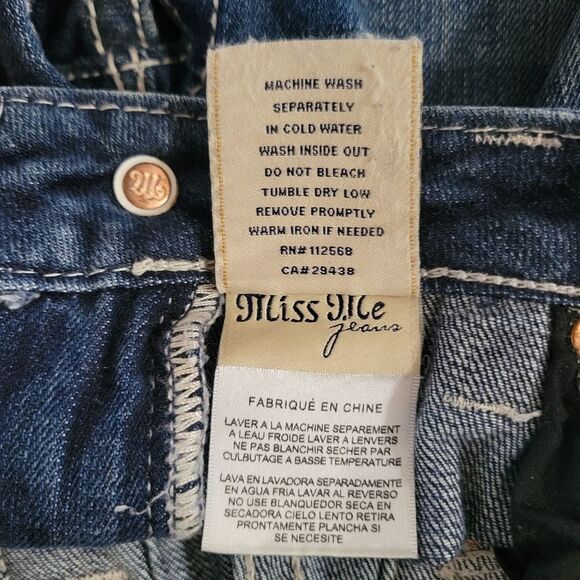 MACHINE WASH
SEPARATELY
IN COLD WATER
WASH INSIDE OUT
DO NOT BLEACH
TUMBLE DRY LOW
REMOVE PROMPTLY
WARM IRON IF NEEDED
RN# 112568
CA# 29438
Miss Me
jeans
FABRIQUÉ EN CHINE
LAVER A LA MACHINE SEPAREMENT
A LEAU FROIDE LAVER A LENVERS
NE PAS BLANCHIR SECHER PAR
CULBUTAGE A BASSE TEMPERATURE
LAVA EN LAVADORA SEPARADAMENTE
EN AGUA FRIA LAVAR AL REVERSO
NO USE BLANQUEDOR SECA EN
SECADORA CIELO LENTO RETIRA
PRONTAMENTE PLANCHA TIBIA SI
SE NECESITE